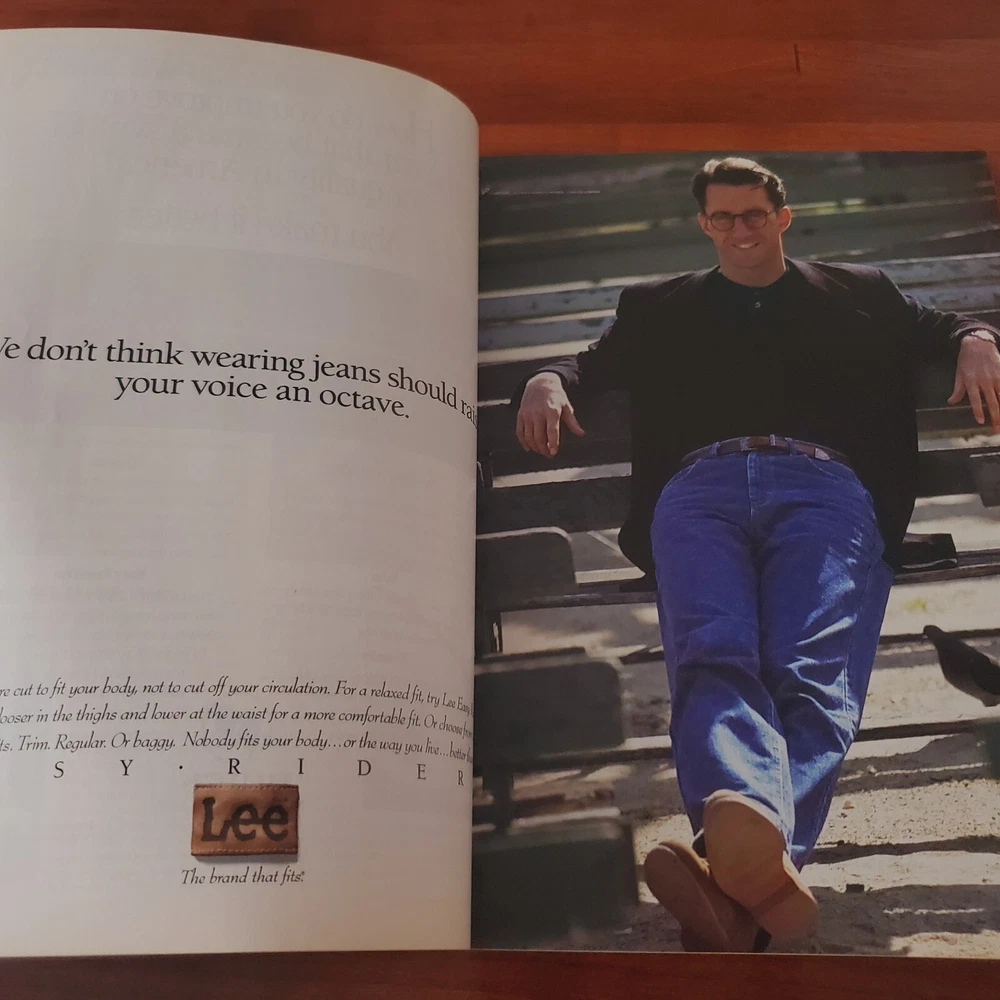 We don't think wearing jeans should rai
your voice an octave.
re cut to fit your body, not to cut off your circulation. For a relaxed fit, try Lee Easy
looser in the thighs and lower at the waist for a more comfortable fit. Or choose from
ts. Trim. Regular. Or baggy. Nobody fits your body...or the way you live...better
S Y · R I D E R
Lee
The brand that fits.